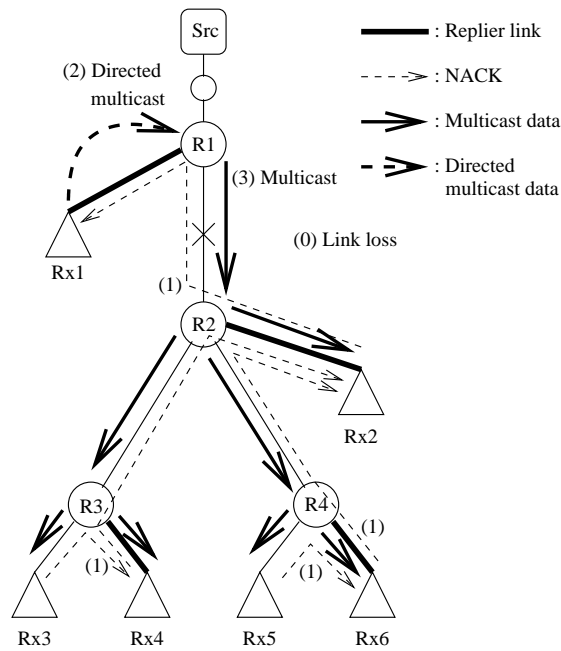 Src
: Replier link
(2) Directed
multicast
: NACK
R1
: Multicast data
(3) Multicast
: Directed
multicast data
(0) Link loss
Rx1
(1)
R2
Rx2
R3
R4
(1)
(1)
(1)
Rx3
Rx4
Rx5
Rx6